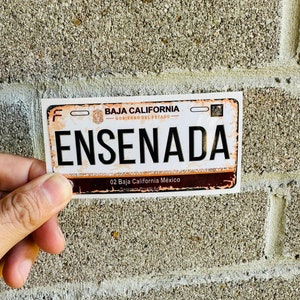 BAJA CALIFORNIA
GOBIERNO DEL ESTADO
ENSENADA
02 Baja California México